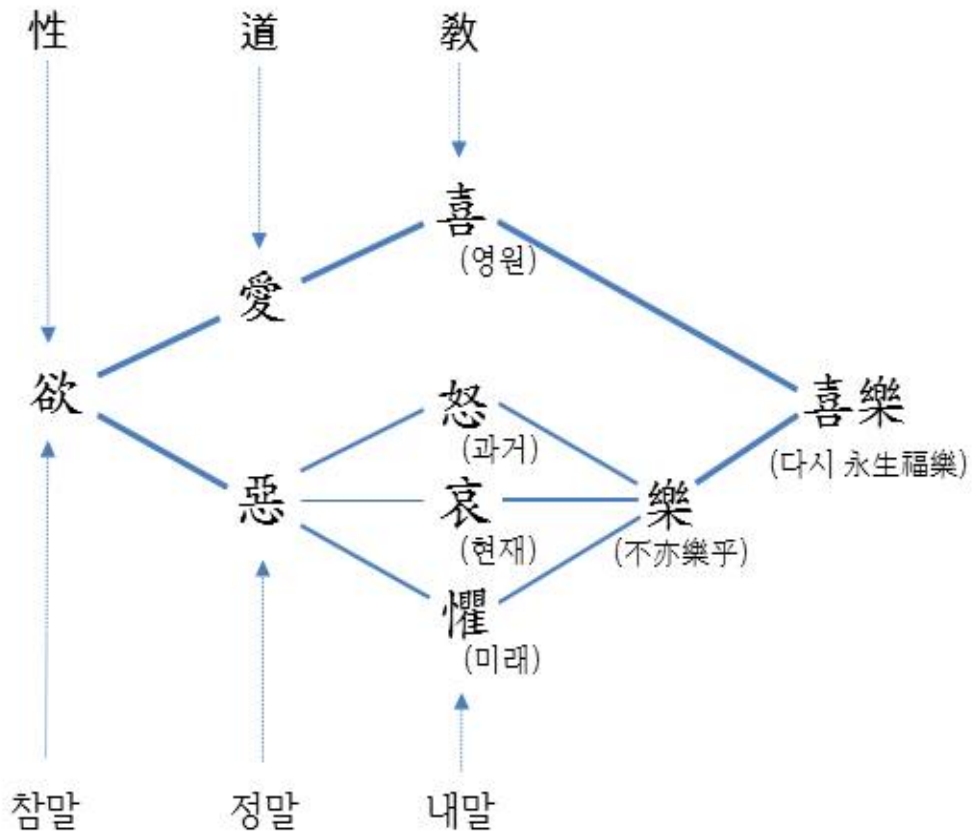 性 道 敎
喜
(영원)
愛
欲 怒 喜樂
(과거) (다시 永生福樂)
惡 哀 樂
(현재) (不亦樂乎)
懼
(미래)
참말 정말 내말